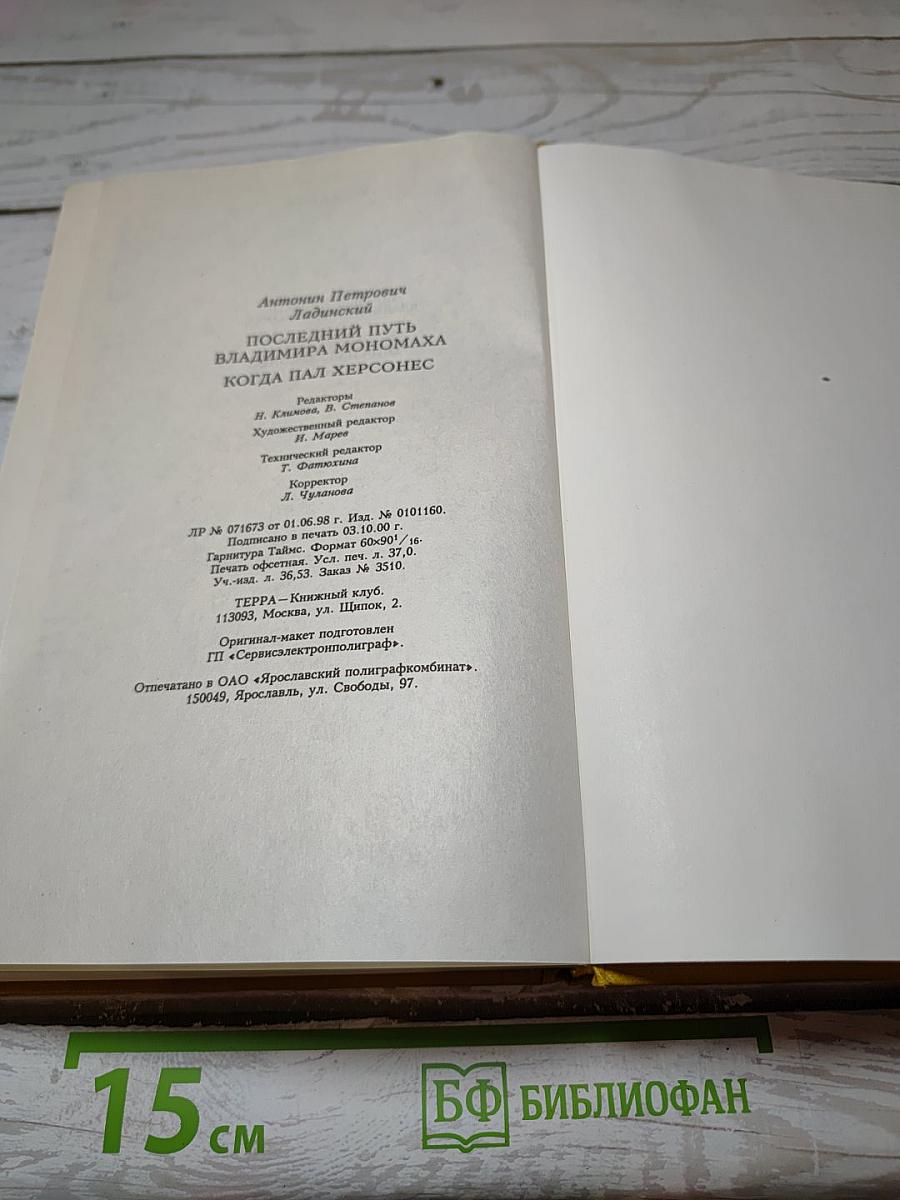 Антонин Петрович
Ладинский
ПОСЛЕДНИЙ ПУТЬ
ВЛАДИМИРА МОНОМАХА
КОГДА ПАЛ ХЕРСОНЕС
Редакторы
Н. Климова, В. Степанов
Художественный редактор
И. Марев
Технический редактор
Т. Фатюхина
Корректор
Л. Чуланова
ЛР № 071673 от 01.06.98 г. Изд. № 0101160.
Подписано в печать 03.10.00 г.
Гарнитура Таймс. Формат 60×90¹/₁₆.
Печать офсетная. Усл. печ. л. 37,0.
Уч.-изд. л. 36,53. Заказ № 3510.
ТЕРРА—Книжный клуб.
113093, Москва, ул. Щипок, 2.
Оригинал-макет подготовлен
ГП «Сервисэлектронполиграф».
Отпечатано в ОАО «Ярославский полиграфкомбинат».
150049, Ярославль, ул. Свободы, 97.
15 см
БФ БИБЛИОФАН